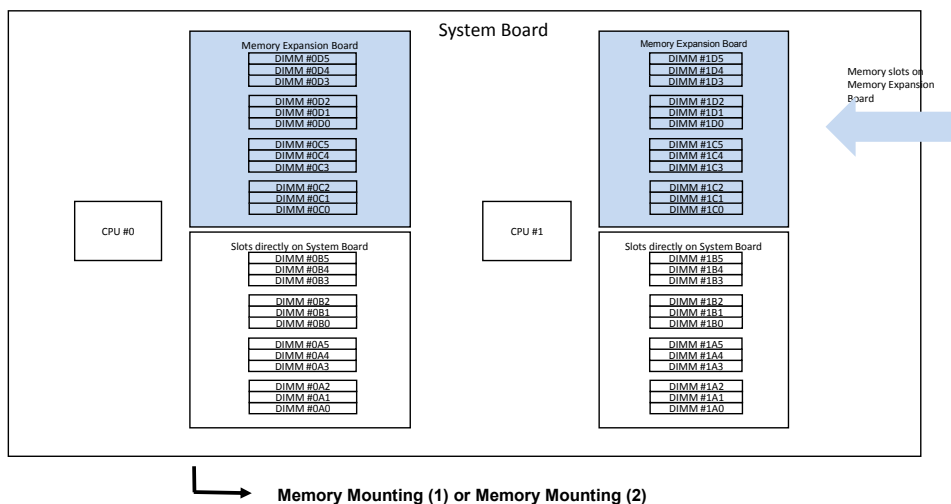 System Board
Memory Expansion Board
DIMM #0D5
DIMM #0D4
DIMM #0D3
DIMM #0D2
DIMM #0D1
DIMM #0D0
DIMM #0C5
DIMM #0C4
DIMM #0C3
DIMM #0C2
DIMM #0C1
DIMM #0C0
CPU #0
Slots directly on System Board
DIMM #0B5
DIMM #0B4
DIMM #0B3
DIMM #0B2
DIMM #0B1
DIMM #0B0
DIMM #0A5
DIMM #0A4
DIMM #0A3
DIMM #0A2
DIMM #0A1
DIMM #0A0
Memory Expansion Board
DIMM #1D5
DIMM #1D4
DIMM #1D3
DIMM #1D2
DIMM #1D1
DIMM #1D0
DIMM #1C5
DIMM #1C4
DIMM #1C3
DIMM #1C2
DIMM #1C1
DIMM #1C0
CPU #1
Slots directly on System Board
DIMM #1B5
DIMM #1B4
DIMM #1B3
DIMM #1B2
DIMM #1B1
DIMM #1B0
DIMM #1A5
DIMM #1A4
DIMM #1A3
DIMM #1A2
DIMM #1A1
DIMM #1A0
Memory slots on
Memory Expansion
Board
Memory Mounting (1) or Memory Mounting (2)